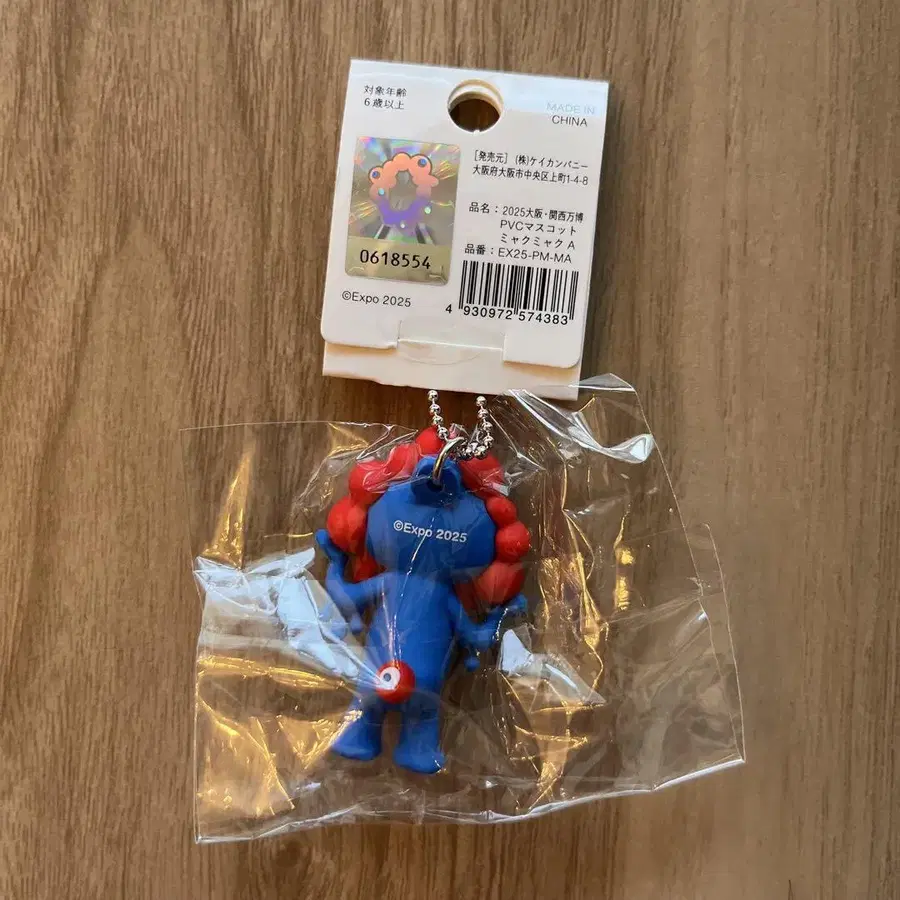 対象年齢
6歳以上
MADE IN
CHINA
[発売元] (株)ケイカンパニー
大阪府大阪市中央区上町1-4-8
品名：2025大阪・関西万博
PVCマスコット
ミャクミャク A
品番：EX25-PM-MA
0618554
©Expo 2025
4 930972 574383
©Expo 2025